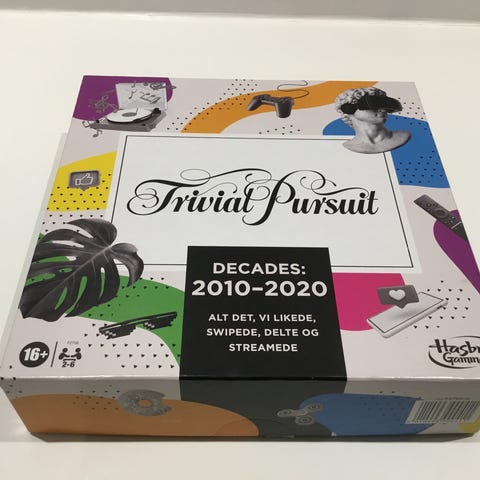 Trivial Pursuit
DECADES:
2010–2020
ALT DET, VI LIKEDE,
SWIPEDE, DELTE OG
STREAMEDE
16+
2-6
Hasbro
Gaming